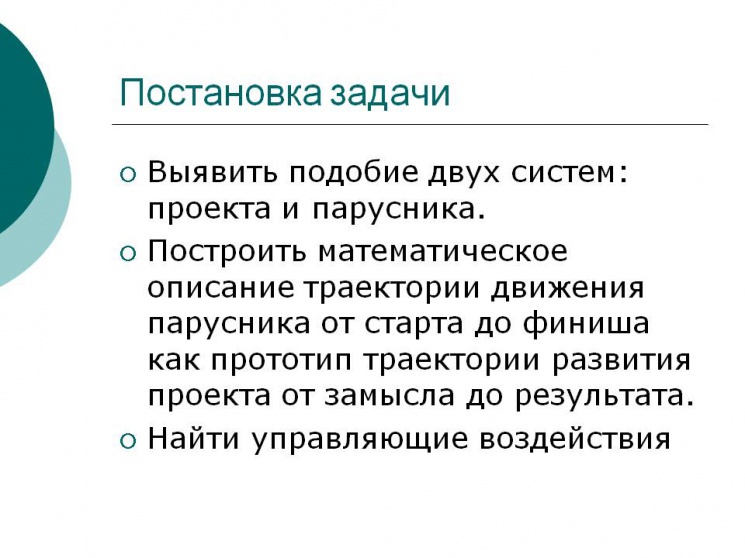 Постановка задачи
Выявить подобие двух систем:
проекта и парусника.
Построить математическое
описание траектории движения
парусника от старта до финиша
как прототип траектории развития
проекта от замысла до результата.
Найти управляющие воздействия